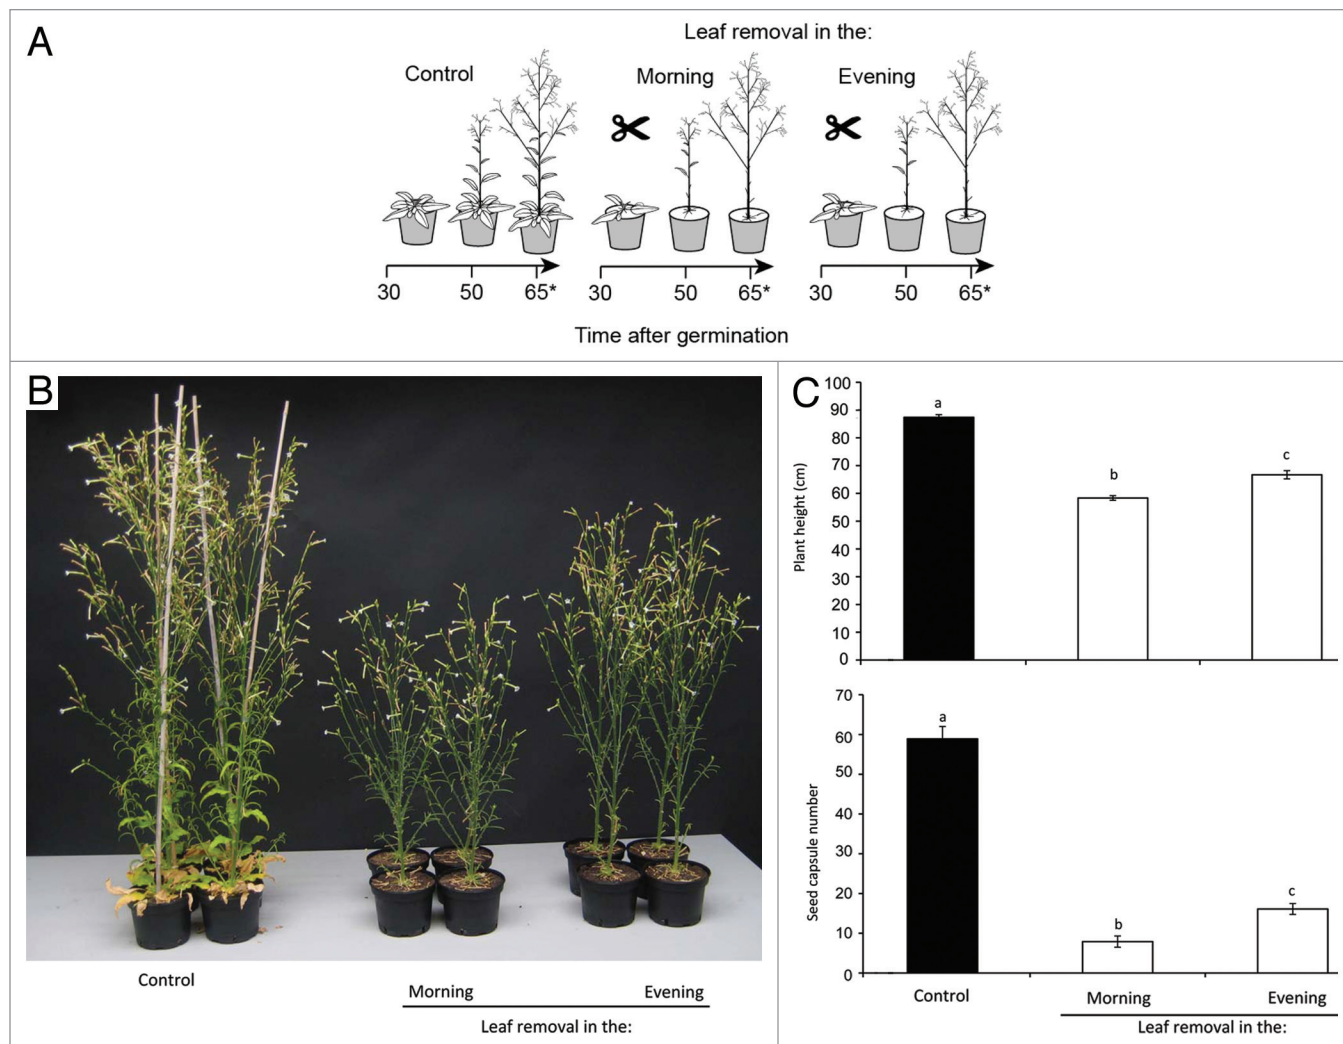 A
Leaf removal in the:
Control
Morning
Evening
30 50 65*
30 50 65*
30 50 65*
Time after germination
B
Control
Morning
Evening
Leaf removal in the:
C
Plant height (cm)
100
90
80
70
60
50
40
30
20
10
0
a
b
c
Seed capsule number
70
60
50
40
30
20
10
0
a
b
c
Control
Morning
Evening
Leaf removal in the: